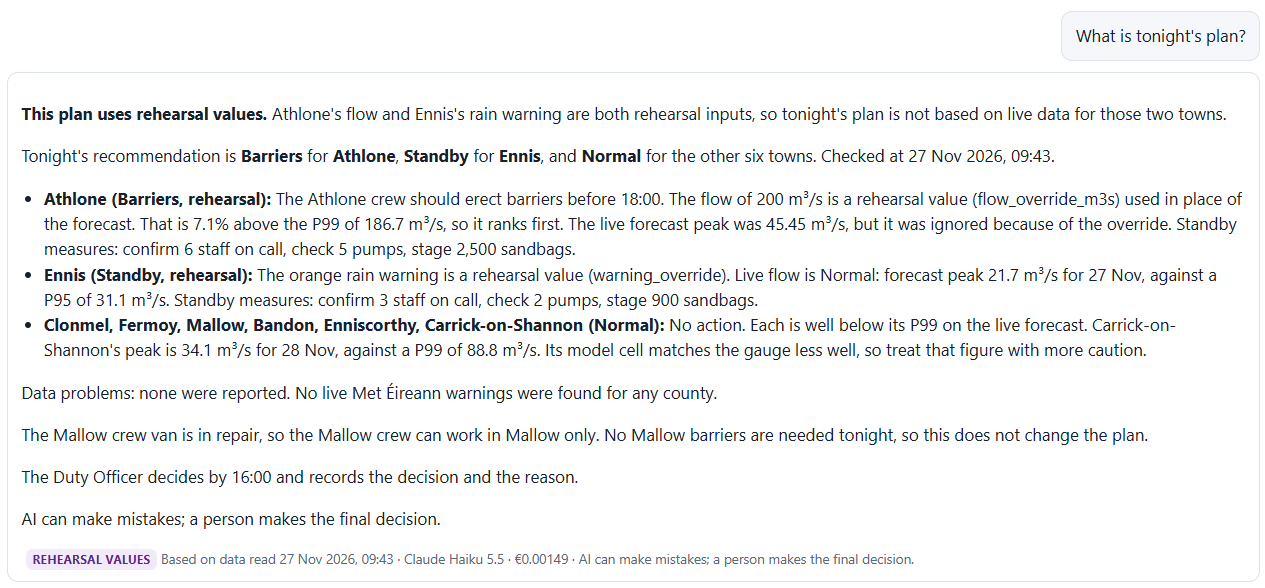 What is tonight's plan?
This plan uses rehearsal values. Athlone's flow and Ennis's rain warning are both rehearsal inputs, so tonight's plan is not based on live data for those two towns.
Tonight's recommendation is Barriers for Athlone, Standby for Ennis, and Normal for the other six towns. Checked at 27 Nov 2026, 09:43.
• Athlone (Barriers, rehearsal): The Athlone crew should erect barriers before 18:00. The flow of 200 m³/s is a rehearsal value (flow_override_m3s) used in place of
the forecast. That is 7.1% above the P99 of 186.7 m³/s, so it ranks first. The live forecast peak was 45.45 m³/s, but it was ignored because of the override. Standby
measures: confirm 6 staff on call, check 5 pumps, stage 2,500 sandbags.
• Ennis (Standby, rehearsal): The orange rain warning is a rehearsal value (warning_override). Live flow is Normal: forecast peak 21.7 m³/s for 27 Nov, against a
P95 of 31.1 m³/s. Standby measures: confirm 3 staff on call, check 2 pumps, stage 900 sandbags.
• Clonmel, Fermoy, Mallow, Bandon, Enniscorthy, Carrick-on-Shannon (Normal): No action. Each is well below its P99 on the live forecast. Carrick-on-
Shannon's peak is 34.1 m³/s for 28 Nov, against a P99 of 88.8 m³/s. Its model cell matches the gauge less well, so treat that figure with more caution.
Data problems: none were reported. No live Met Éireann warnings were found for any county.
The Mallow crew van is in repair, so the Mallow crew can work in Mallow only. No Mallow barriers are needed tonight, so this does not change the plan.
The Duty Officer decides by 16:00 and records the decision and the reason.
AI can make mistakes; a person makes the final decision.
REHEARSAL VALUES Based on data read 27 Nov 2026, 09:43 · Claude Haiku 5.5 · €0.00149 · AI can make mistakes; a person makes the final decision.